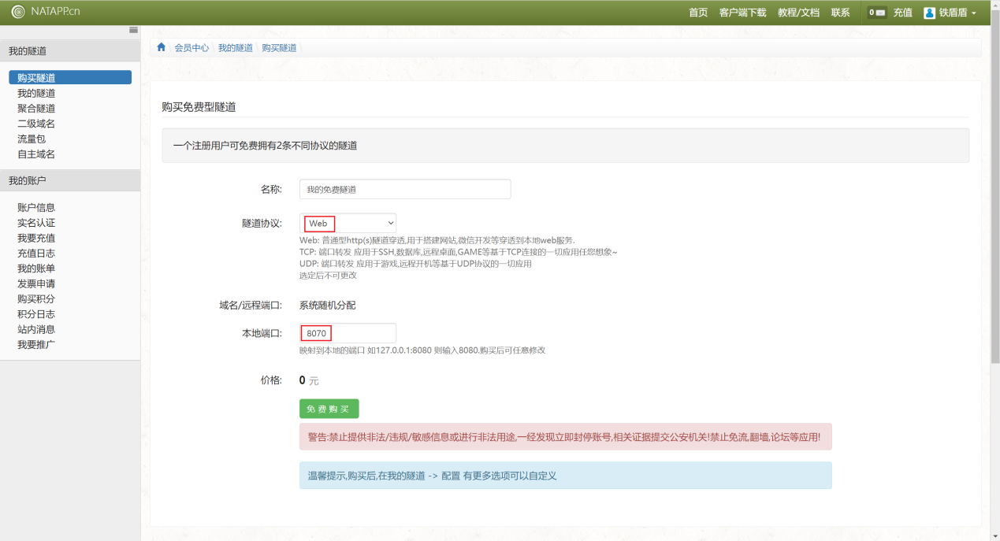 NATAPP.cn
首页 客户端下载 教程/文档 联系 0 充值 铁盾盾
我的隧道
购买隧道
我的隧道
聚合隧道
二级域名
流量包
自主域名
我的账户
账户信息
实名认证
我要充值
充值日志
我的账单
发票申请
购买积分
积分日志
站内消息
我要推广
会员中心 我的隧道 购买隧道
购买免费型隧道
一个注册用户可免费拥有2条不同协议的隧道
名称: 我的免费隧道
隧道协议: Web
Web: 普通型http(s)隧道穿透,用于搭建网站,微信开发等穿透到本地web服务.
TCP: 端口转发 应用于SSH,数据库,远程桌面,GAME等基于TCP连接的一切应用任您想象~
UDP: 端口转发 应用于游戏,远程开机等基于UDP协议的一切应用
选定后不可更改
域名/远程端口: 系统随机分配
本地端口: 8070
映射到本地的端口 如127.0.0.1:8080 则输入8080.购买后可任意修改
价格: 0 元
免费购买
警告:禁止提供非法/违规/敏感信息或进行非法用途,一经发现立即封停账号,相关证据提交公安机关!禁止免流,翻墙,论坛等应用!
温馨提示,购买后,在我的隧道 -> 配置 有更多选项可以自定义